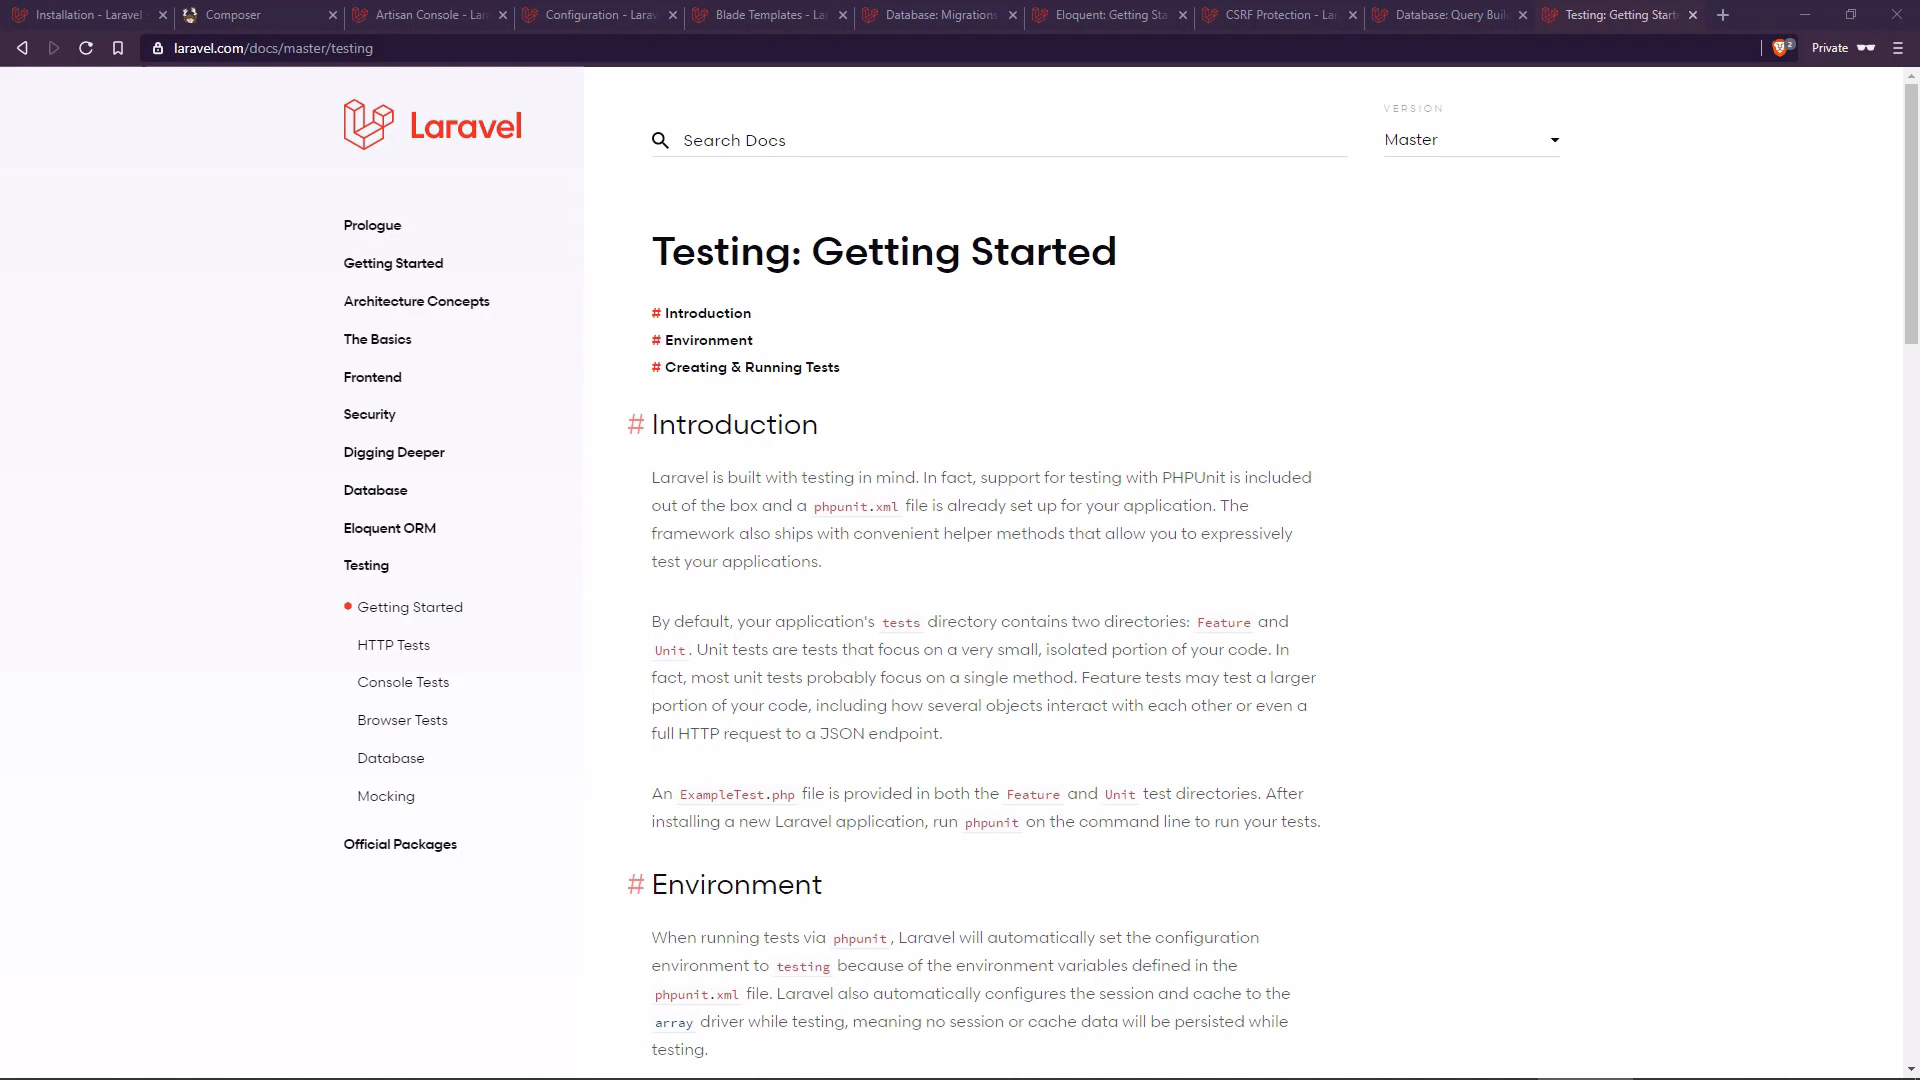 Installation - Laravel -
Composer
Artisan Console - Lar
Configuration - Larav
Blade Templates - La
Database: Migrations
Eloquent: Getting Sta
CSRF Protection - Lar
Database: Query Buil
Testing: Getting Start
laravel.com/docs/master/testing
2
Private
Laravel
Search Docs
VERSION
Master
Prologue
Getting Started
Architecture Concepts
The Basics
Frontend
Security
Digging Deeper
Database
Eloquent ORM
Testing
Getting Started
HTTP Tests
Console Tests
Browser Tests
Database
Mocking
Official Packages
Testing: Getting Started
# Introduction
# Environment
# Creating & Running Tests
# Introduction
Laravel is built with testing in mind. In fact, support for testing with PHPUnit is included
out of the box and a phpunit.xml file is already set up for your application. The
framework also ships with convenient helper methods that allow you to expressively
test your applications.
By default, your application's tests directory contains two directories: Feature and
Unit. Unit tests are tests that focus on a very small, isolated portion of your code. In
fact, most unit tests probably focus on a single method. Feature tests may test a larger
portion of your code, including how several objects interact with each other or even a
full HTTP request to a JSON endpoint.
An ExampleTest.php file is provided in both the Feature and Unit test directories. After
installing a new Laravel application, run phpunit on the command line to run your tests.
# Environment
When running tests via phpunit, Laravel will automatically set the configuration
environment to testing because of the environment variables defined in the
phpunit.xml file. Laravel also automatically configures the session and cache to the
array driver while testing, meaning no session or cache data will be persisted while
testing.